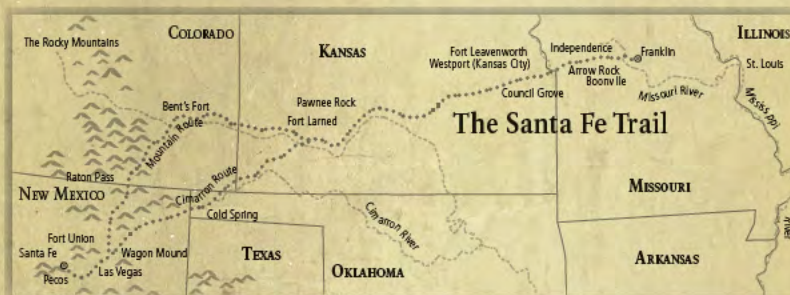 COLORADO
ILLINOIS
The Rocky Mountains
KANSAS
Fort Leavenworth
Independence
Franklin
Westport (Kansas City)
St. Louis
Arrow Rock
Boonville
Council Grove
Missouri River
Mississippi
Bent's Fort
Pawnee Rock
Fort Larned
The Santa Fe Trail
Mountain Route
Raton Pass
Cimarron Route
NEW MEXICO
MISSOURI
Cold Spring
Cimarron River
River
Fort Union
Santa Fe
Wagon Mound
TEXAS
ARKANSAS
Las Vegas
OKLAHOMA
Pecos